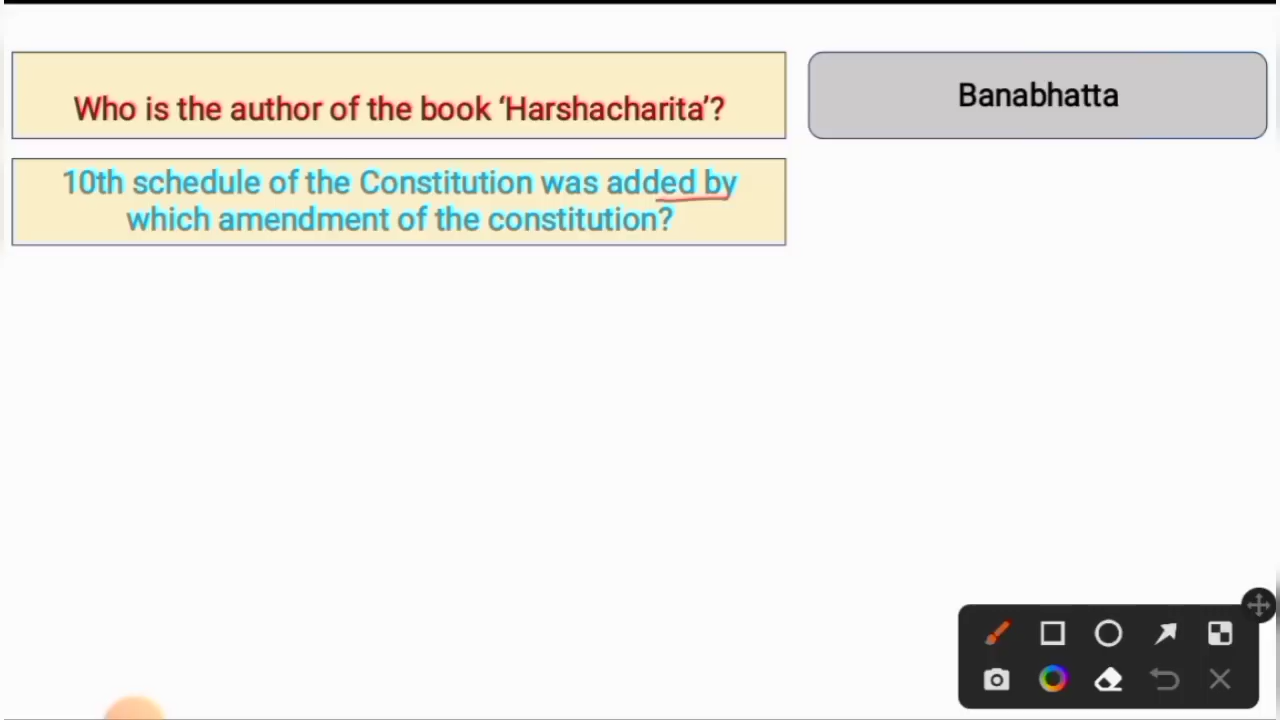 Who is the author of the book ‘Harshacharita’?
Banabhatta
10th schedule of the Constitution was added by
which amendment of the constitution?